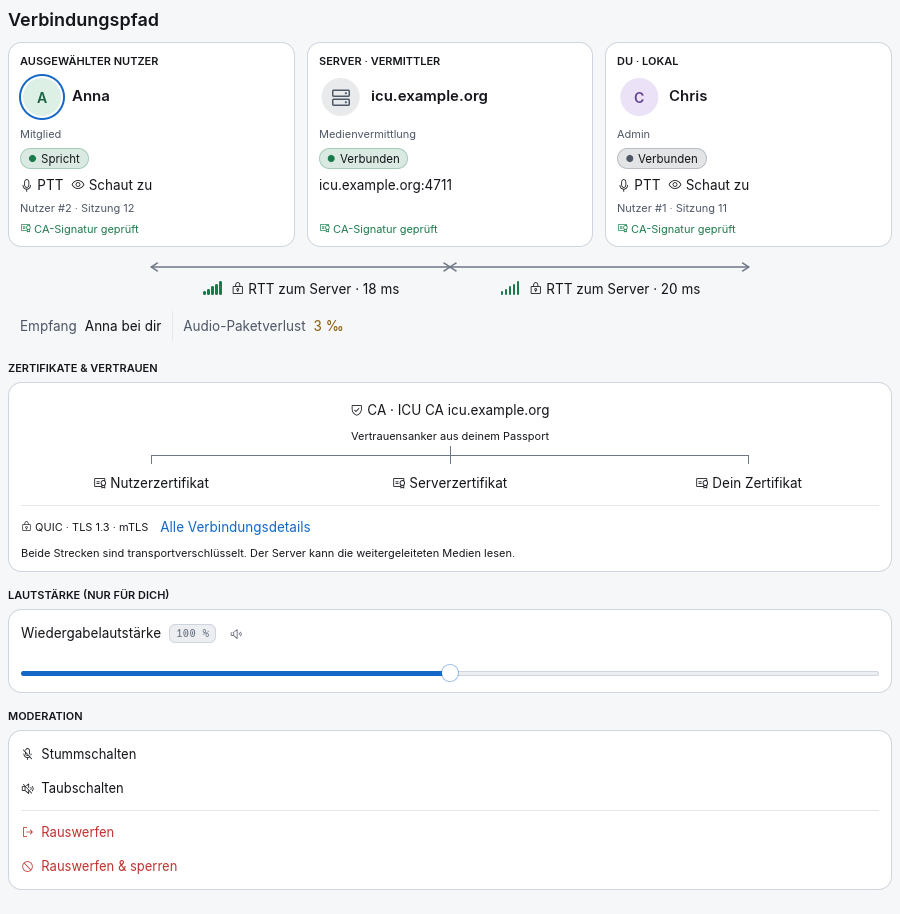 Verbindungspfad
AUSGEWÄHLTER NUTZER
A
Anna
Mitglied
Spricht
PTT Schaut zu
Nutzer #2 · Sitzung 12
CA-Signatur geprüft
SERVER · VERMITTLER
icu.example.org
Medienvermittlung
Verbunden
icu.example.org:4711
CA-Signatur geprüft
DU · LOKAL
C
Chris
Admin
Verbunden
PTT Schaut zu
Nutzer #1 · Sitzung 11
CA-Signatur geprüft
RTT zum Server · 18 ms
RTT zum Server · 20 ms
Empfang Anna bei dir Audio-Paketverlust 3 ‰
ZERTIFIKATE & VERTRAUEN
CA · ICU CA icu.example.org
Vertrauensanker aus deinem Passport
Nutzerzertifikat
Serverzertifikat
Dein Zertifikat
QUIC · TLS 1.3 · mTLS Alle Verbindungsdetails
Beide Strecken sind transportverschlüsselt. Der Server kann die weitergeleiteten Medien lesen.
LAUTSTÄRKE (NUR FÜR DICH)
Wiedergabelautstärke 100 %
MODERATION
Stummschalten
Taubschalten
Rauswerfen
Rauswerfen & sperren